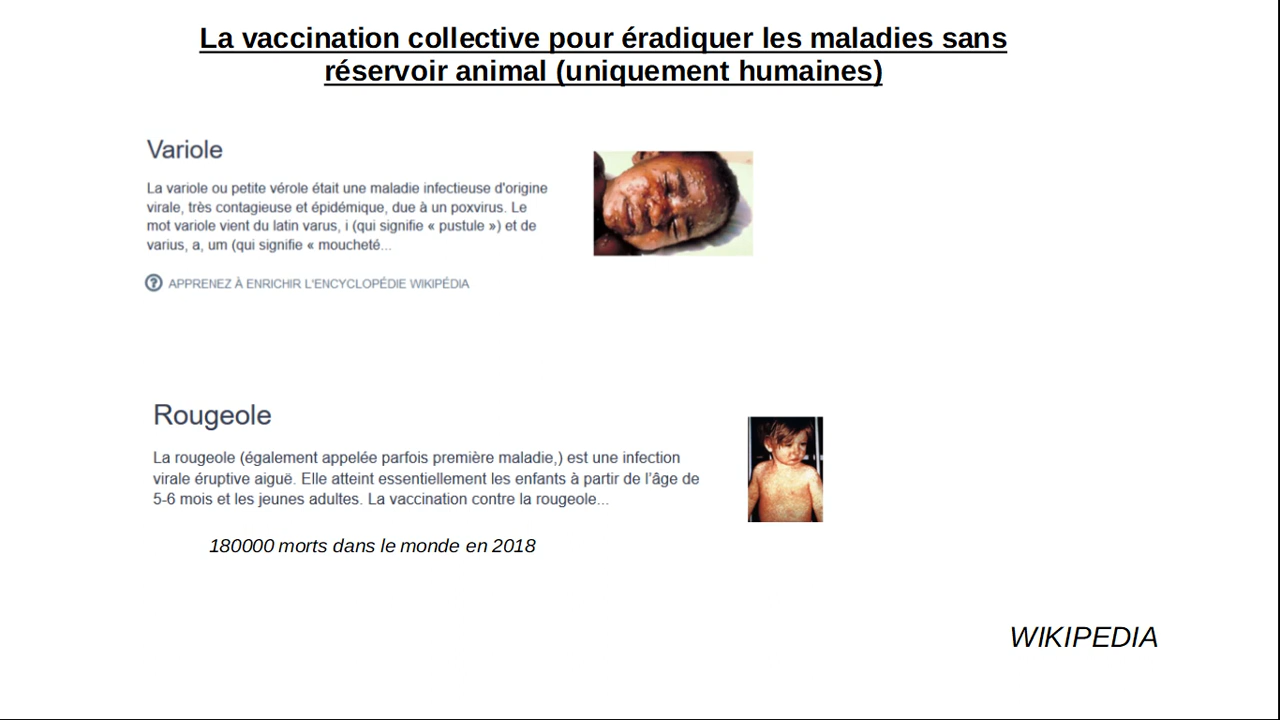 La vaccination collective pour éradiquer les maladies sans
réservoir animal (uniquement humaines)
Variole
La variole ou petite vérole était une maladie infectieuse d'origine
virale, très contagieuse et épidémique, due à un poxvirus. Le
mot variole vient du latin varus, i (qui signifie « pustule ») et de
varius, a, um (qui signifie « moucheté...
? APPRENEZ À ENRICHIR L'ENCYCLOPÉDIE WIKIPÉDIA
Rougeole
La rougeole (également appelée parfois première maladie,) est une infection
virale éruptive aiguë. Elle atteint essentiellement les enfants à partir de l'âge de
5-6 mois et les jeunes adultes. La vaccination contre la rougeole...
180000 morts dans le monde en 2018
WIKIPEDIA